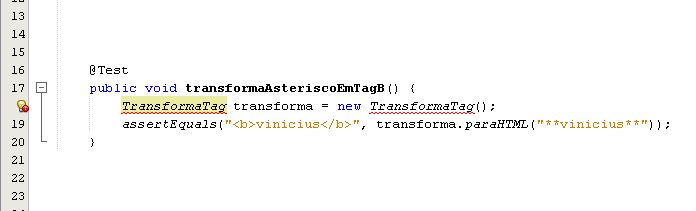 13
14
15
16 @Test
17 public void transformaAsteriscoEmTagB() {
TransformaTag transforma = new TransformaTag();
19 assertEquals("<b>vinicius</b>", transforma.paraHTML("**vinicius**"));
20 }
21
22
23